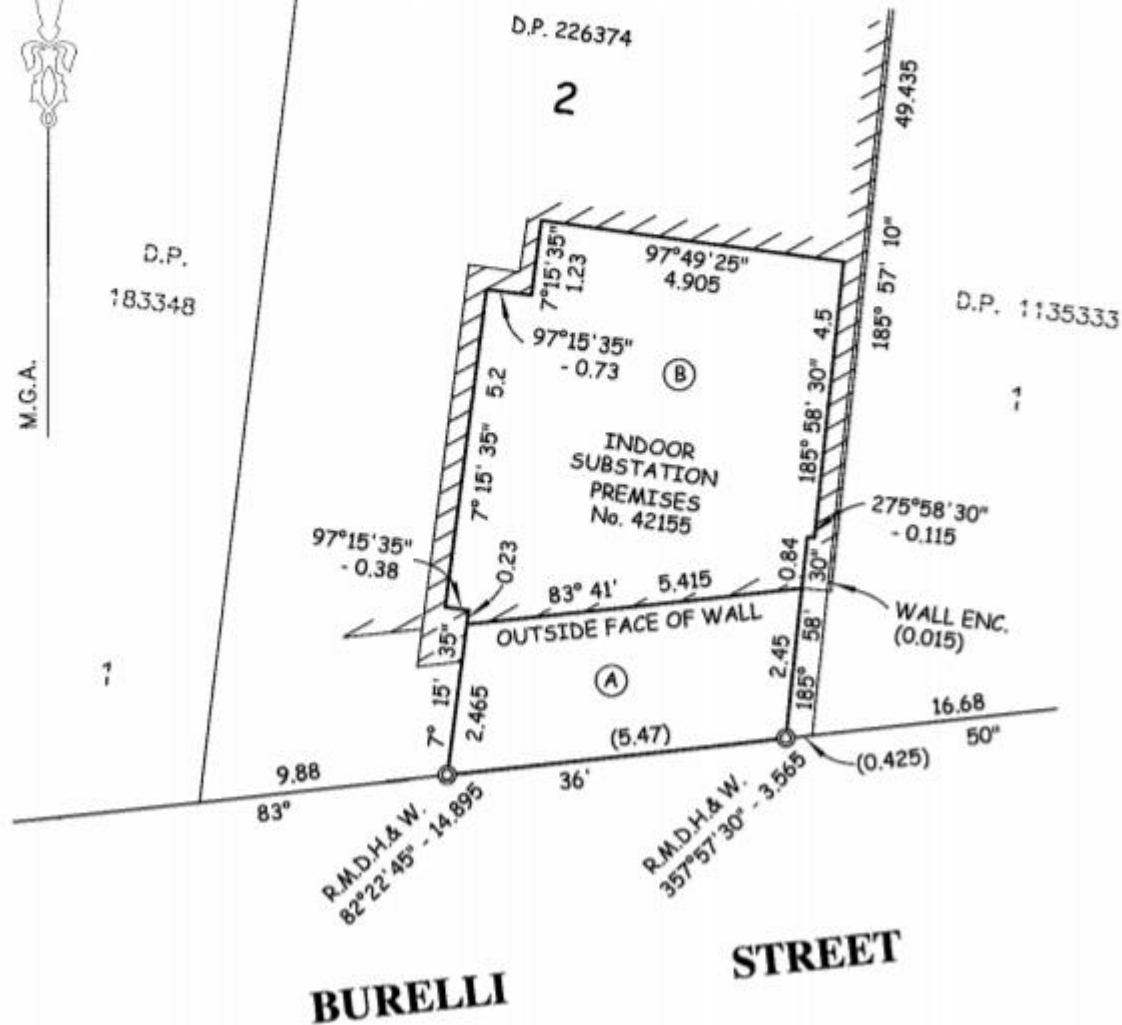 D.P. 226374
2
49.435
185° 57' 10"
D.P.
183348
M.G.A.
7°15'35"
1.23
97°49'25"
4.905
D.P. 1135333
1
97°15'35"
- 0.73
B
4.5
185° 58' 30"
5.2
7° 15' 35"
INDOOR
SUBSTATION
PREMISES
No. 42155
275°58'30"
- 0.115
97°15'35"
- 0.38
0.23
83° 41' 5.415
0.84
30"
OUTSIDE FACE OF WALL
WALL ENC.
(0.015)
1
35"
A
2.45
58'
7° 15'
2.465
185°
16.68
(5.47)
50"
(0.425)
9.88
83°
36'
R.M.D.H.& W.
82°22'45" - 14.895
R.M.D.H.& W.
357°57'30" - 3.565
BURELLI STREET